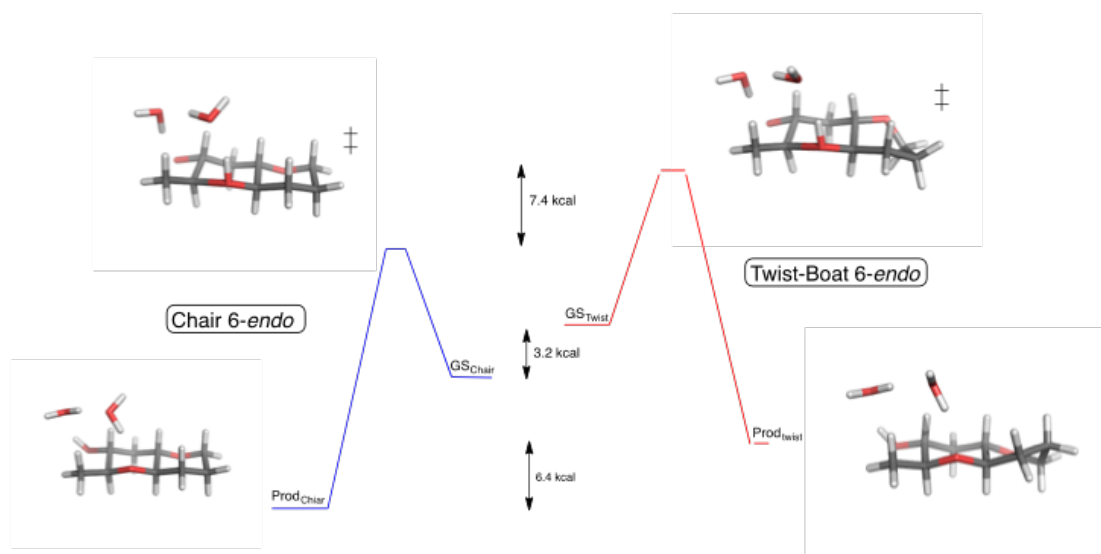 ‡
‡
7.4 kcal
Chair 6-endo
Twist-Boat 6-endo
GSTwist
3.2 kcal
GSChair
ProdChiar
6.4 kcal
Prodtwist